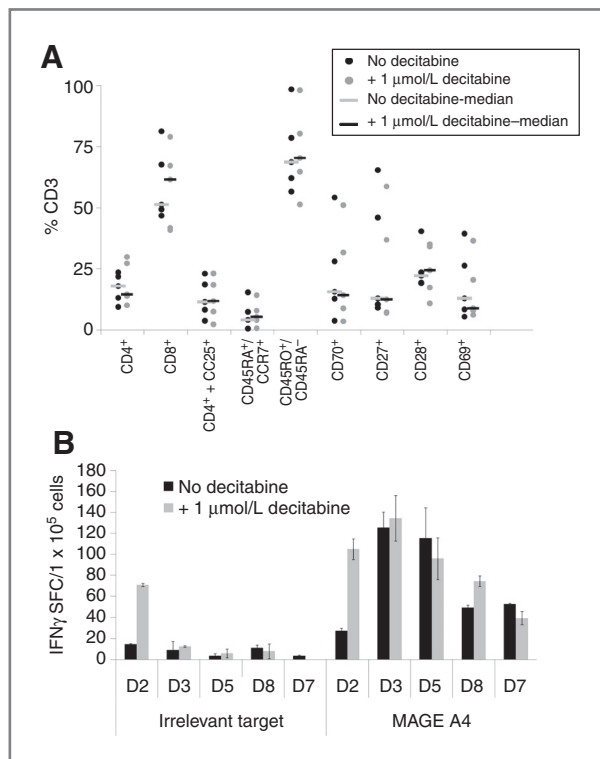 A
No decitabine
+ 1 μmol/L decitabine
No decitabine-median
+ 1 μmol/L decitabine–median
100
75
50
25
0
% CD3
CD4⁺
CD8⁺
CD4⁺ + CC25⁺
CD45RA⁺/
CCR7⁺
CD45RO⁺/
CD45RA⁻
CD70⁺
CD27⁺
CD28⁺
CD69⁺
B
No decitabine
+ 1 μmol/L decitabine
180
160
140
120
100
80
60
40
20
0
IFNγ SFC/1 x 10⁵ cells
D2 D3 D5 D8 D7 D2 D3 D5 D8 D7
Irrelevant target MAGE A4